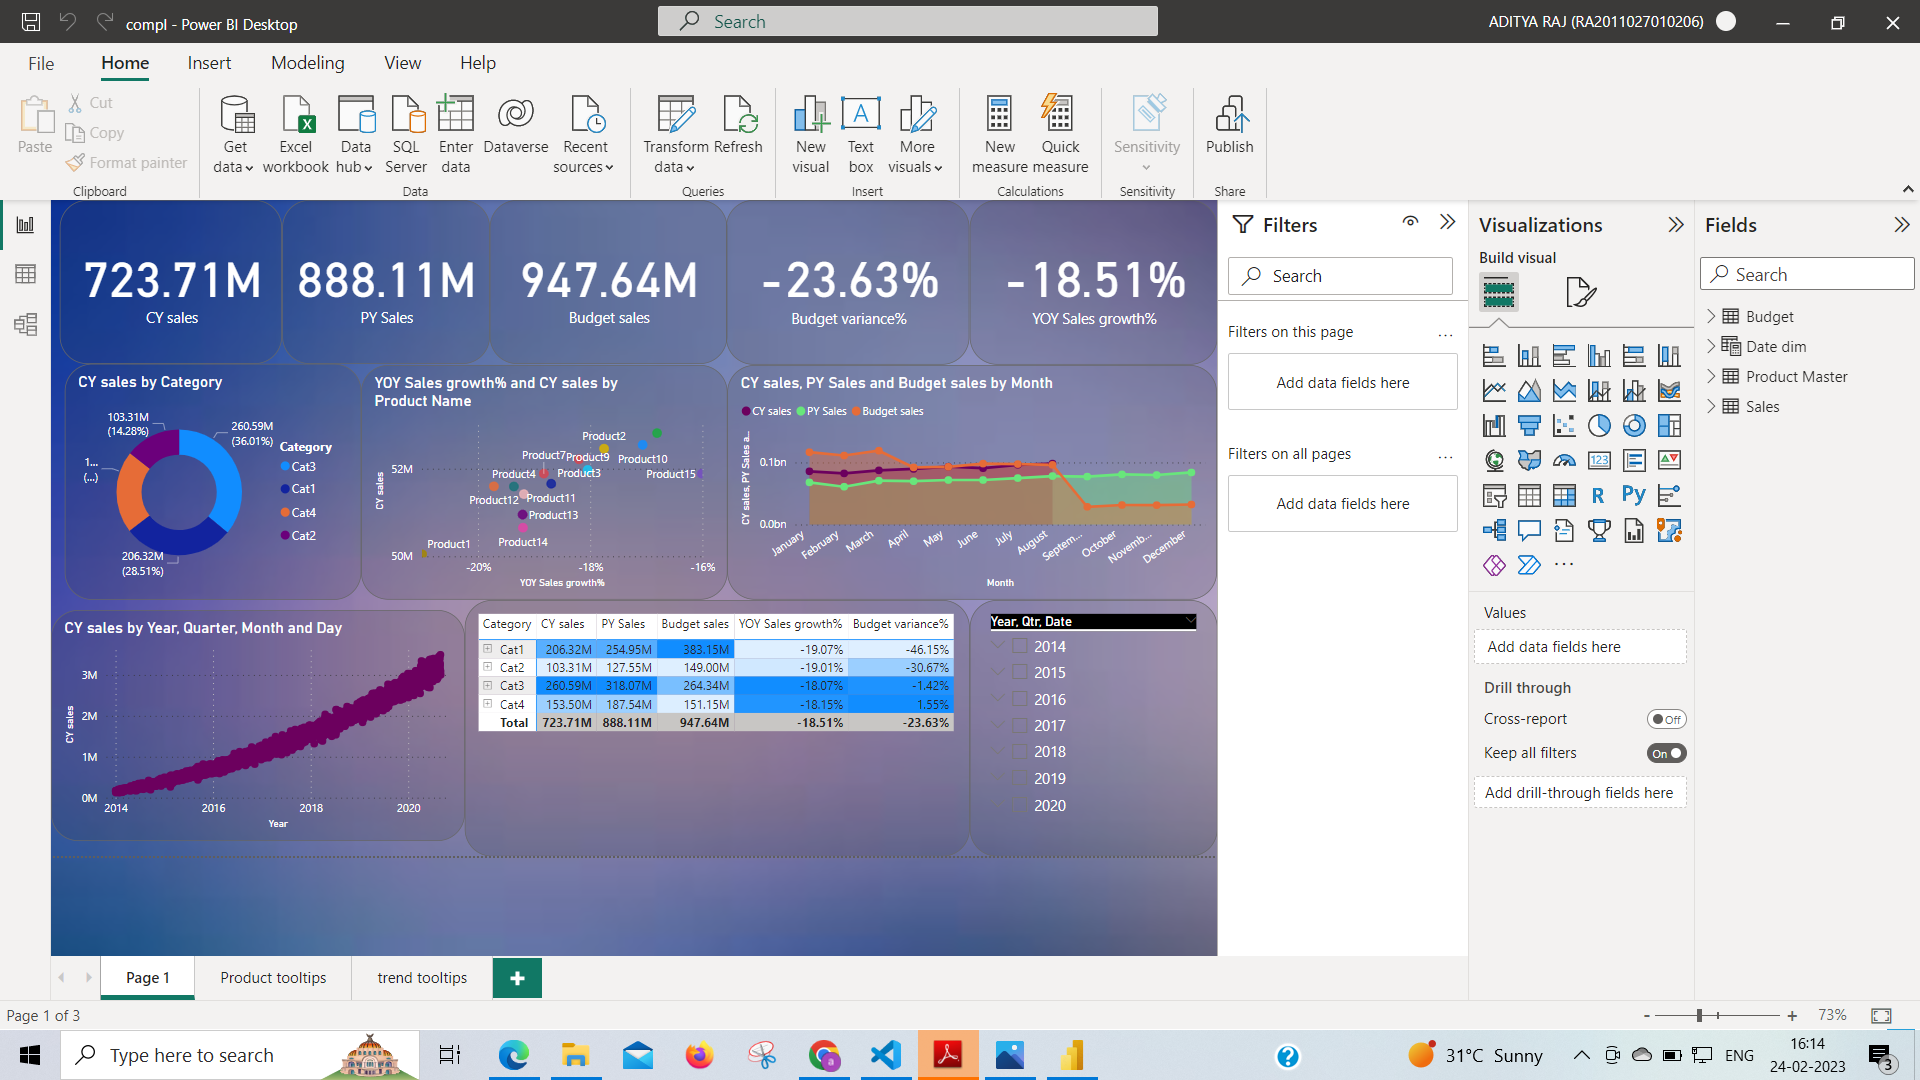 compl - Power BI Desktop
Search
ADITYA RAJ (RA2011027010206)
File
Home
Insert
Modeling
View
Help
Paste
Cut
Copy
Format painter
Clipboard
Get data
Excel workbook
Data hub
SQL Server
Enter data
Dataverse
Recent sources
Data
Transform data
Refresh
Queries
New visual
Text box
More visuals
Insert
New measure
Quick measure
Calculations
Sensitivity
Sensitivity
Publish
Share
723.71M
CY sales
888.11M
PY Sales
947.64M
Budget sales
-23.63%
Budget variance%
-18.51%
YOY Sales growth%
CY sales by Category
103.31M
(14.28%)
260.59M
(36.01%)
1...
(...)
206.32M
(28.51%)
Category
Cat3
Cat1
Cat4
Cat2
YOY Sales growth% and CY sales by
Product Name
CY sales
52M
50M
Product2
Product7
Product9
Product10
Product4
Product3
Product15
Product12
Product11
Product13
Product14
Product1
-20%
-18%
-16%
YOY Sales growth%
CY sales, PY Sales and Budget sales by Month
CY sales
PY Sales
Budget sales
CY sales, PY Sales a...
0.1bn
0.0bn
January
February
March
April
May
June
July
August
Septem...
October
Novemb...
December
Month
CY sales by Year, Quarter, Month and Day
CY sales
3M
2M
1M
0M
2014
2016
2018
2020
Year
Category CY sales PY Sales Budget sales YOY Sales growth% Budget variance%
Cat1 206.32M 254.95M 383.15M -19.07% -46.15%
Cat2 103.31M 127.55M 149.00M -19.01% -30.67%
Cat3 260.59M 318.07M 264.34M -18.07% -1.42%
Cat4 153.50M 187.54M 151.15M -18.15% 1.55%
Total 723.71M 888.11M 947.64M -18.51% -23.63%
Year, Qtr, Date
2014
2015
2016
2017
2018
2019
2020
Filters
Search
Filters on this page
...
Add data fields here
Filters on all pages
...
Add data fields here
Visualizations
Build visual
123
R
Py
...
Values
Add data fields here
Drill through
Cross-report
Off
Keep all filters
On
Add drill-through fields here
Fields
Search
Budget
Date dim
Product Master
Sales
Page 1
Product tooltips
trend tooltips
+
Page 1 of 3
- + 73%
Type here to search
a
31°C Sunny
ENG
16:14
24-02-2023
3